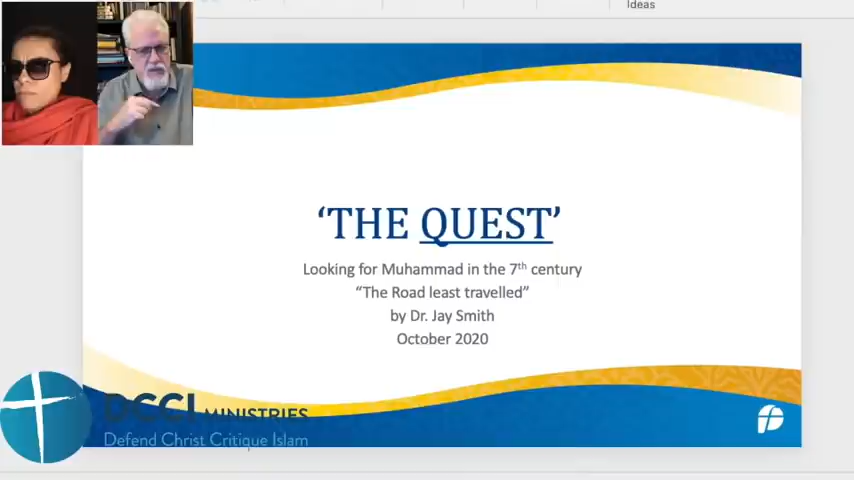 Ideas
‘THE QUEST’
Looking for Muhammad in the 7th century
“The Road least travelled”
by Dr. Jay Smith
October 2020
DCCI MINISTRIES
Defend Christ Critique Islam